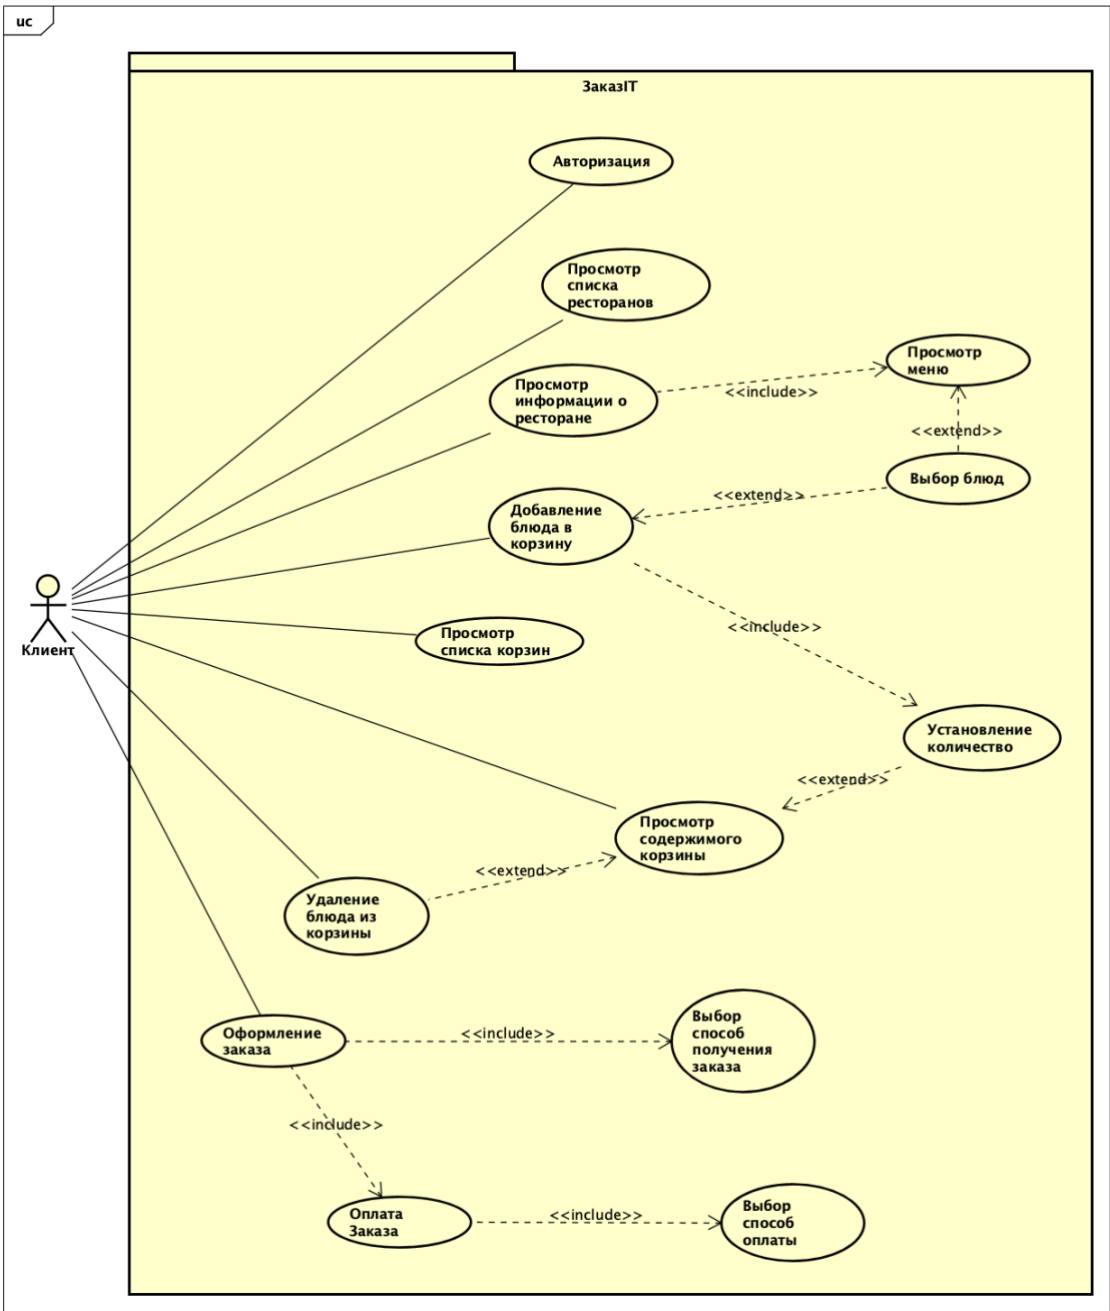 uc
ЗаказIT
Авторизация
Просмотр
списка
ресторанов
Просмотр
меню
Просмотр
информации о
ресторане
<<include>>
<<extend>>
Выбор блюд
<<extend>>
Добавление
блюда в
корзину
<<include>>
Просмотр
списка корзин
Клиент
Установление
количество
<<extend>>
Просмотр
содержимого
корзины
<<extend>>
Удаление
блюда из
корзины
Оформление
заказа
<<include>>
Выбор
способ
получения
заказа
<<include>>
Оплата
Заказа
<<include>>
Выбор
способ
оплаты